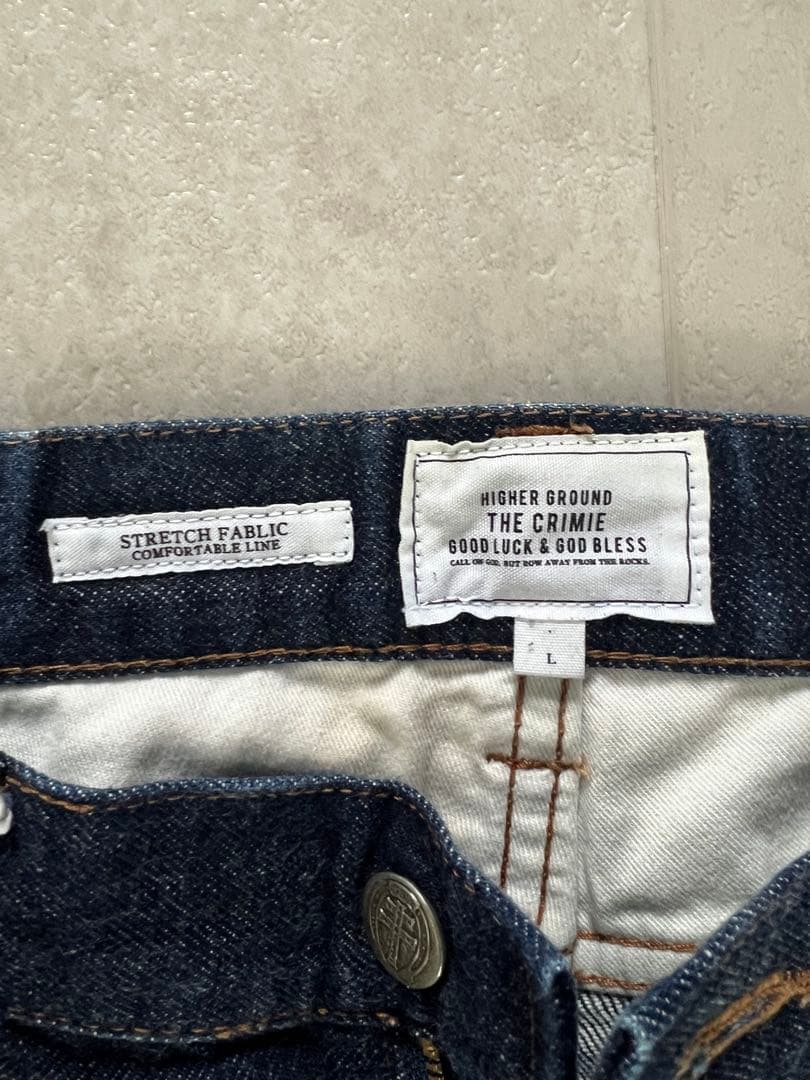 STRETCH FABLIC
COMFORTABLE LINE
HIGHER GROUND
THE CRIMIE
GOOD LUCK & GOD BLESS
CALL ON GOD, BUT ROW AWAY FROM THE ROCKS.
L